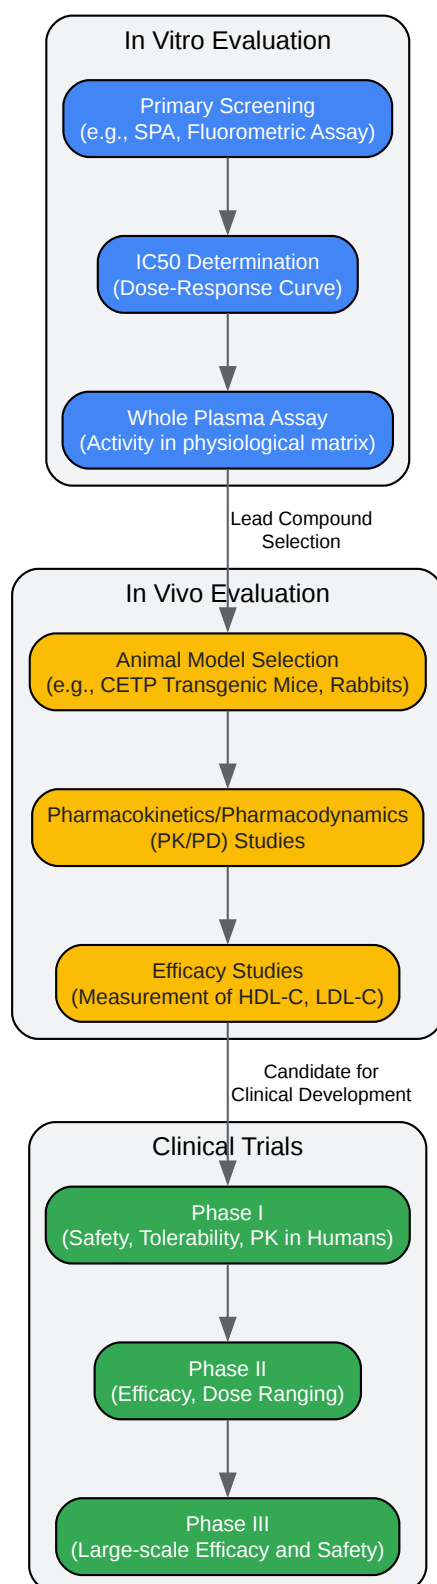 In Vitro Evaluation
Primary Screening
(e.g., SPA, Fluorometric Assay)
IC50 Determination
(Dose-Response Curve)
Whole Plasma Assay
(Activity in physiological matrix)
Lead Compound
Selection
In Vivo Evaluation
Animal Model Selection
(e.g., CETP Transgenic Mice, Rabbits)
Pharmacokinetics/Pharmacodynamics
(PK/PD) Studies
Efficacy Studies
(Measurement of HDL-C, LDL-C)
Candidate for
Clinical Development
Clinical Trials
Phase I
(Safety, Tolerability, PK in Humans)
Phase II
(Efficacy, Dose Ranging)
Phase III
(Large-scale Efficacy and Safety)